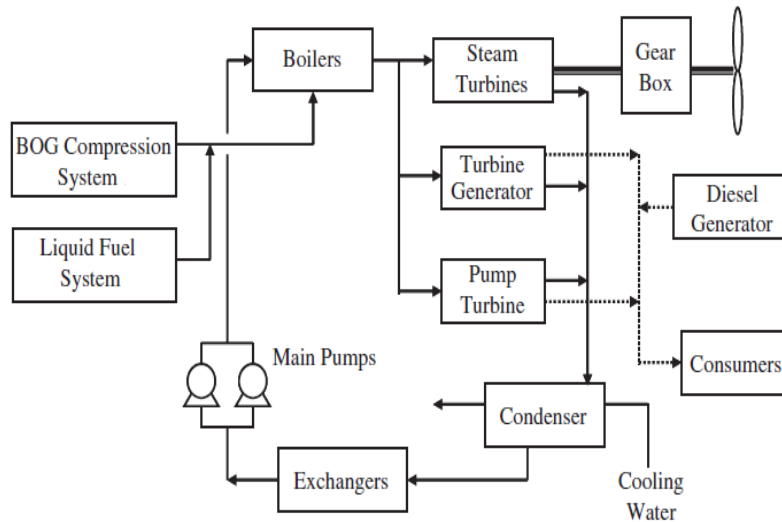 Boilers
Steam
Turbines
Gear
Box
BOG Compression
System
Turbine
Generator
Diesel
Generator
Liquid Fuel
System
Pump
Turbine
Main Pumps
Consumers
Condenser
Exchangers
Cooling
Water